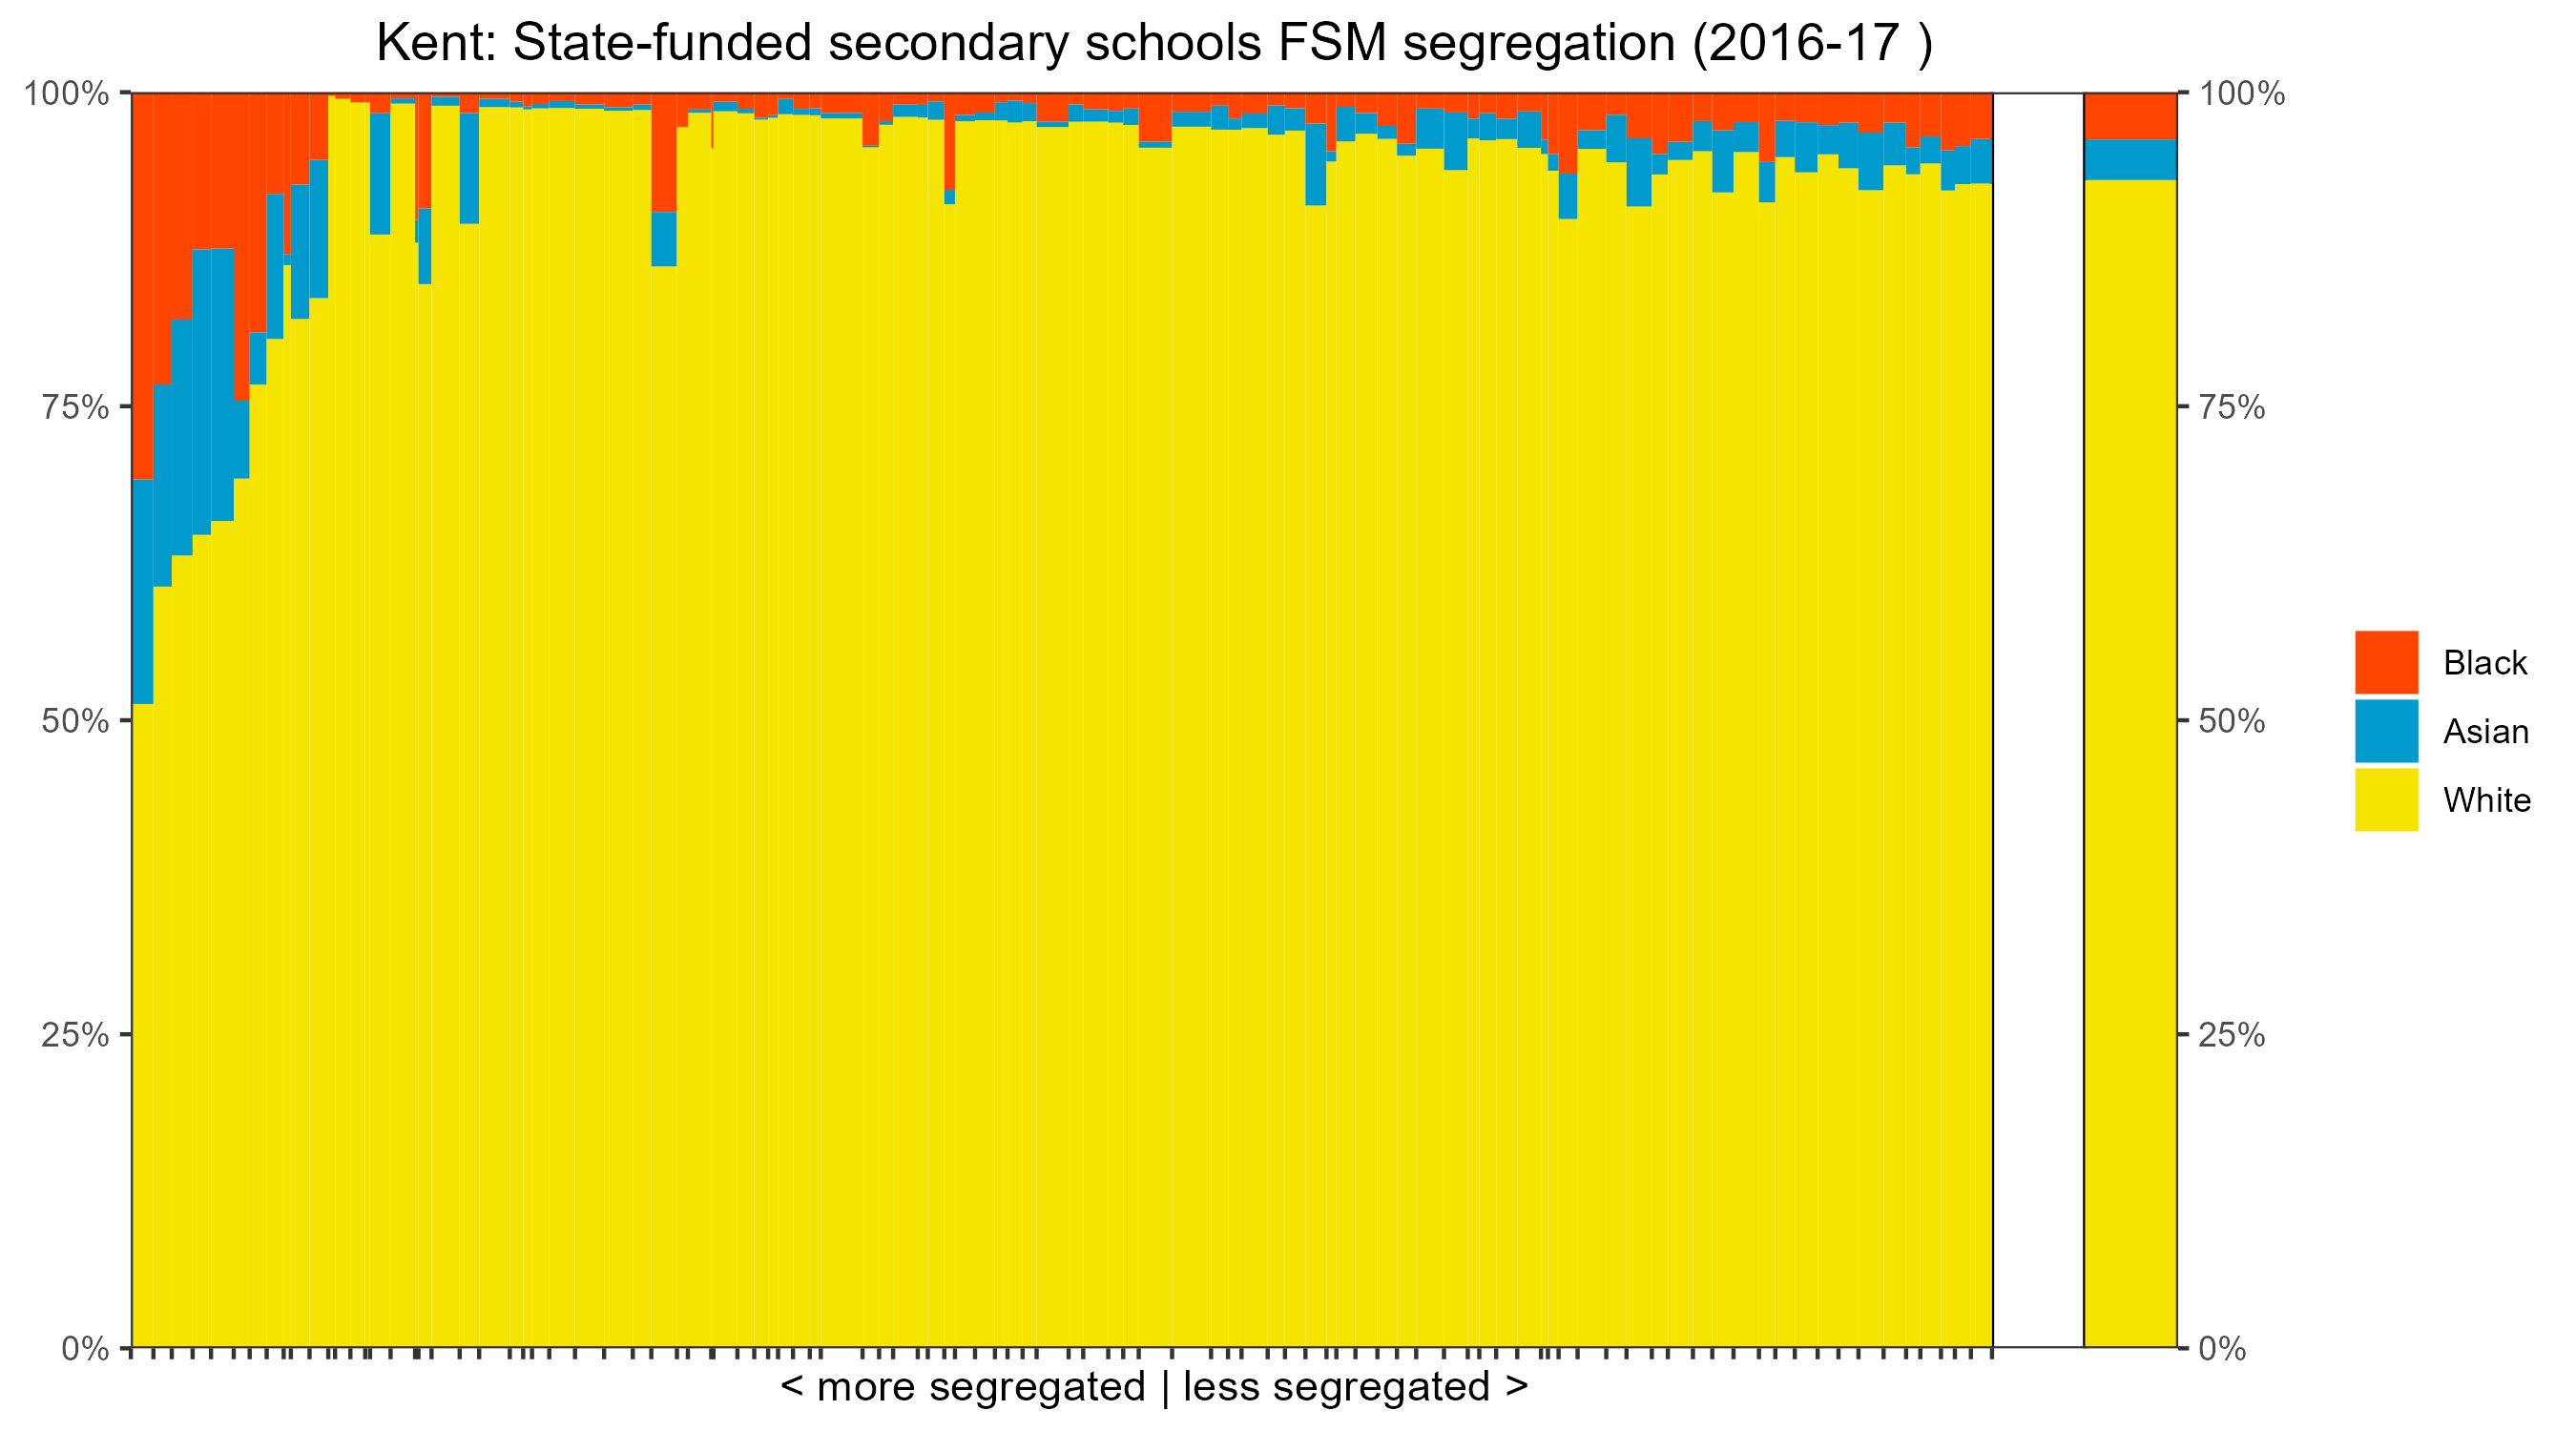 Kent: State-funded secondary schools FSM segregation (2016-17 )
100%
75%
50%
25%
0%
100%
75%
50%
25%
0%
Black
Asian
White
< more segregated | less segregated >